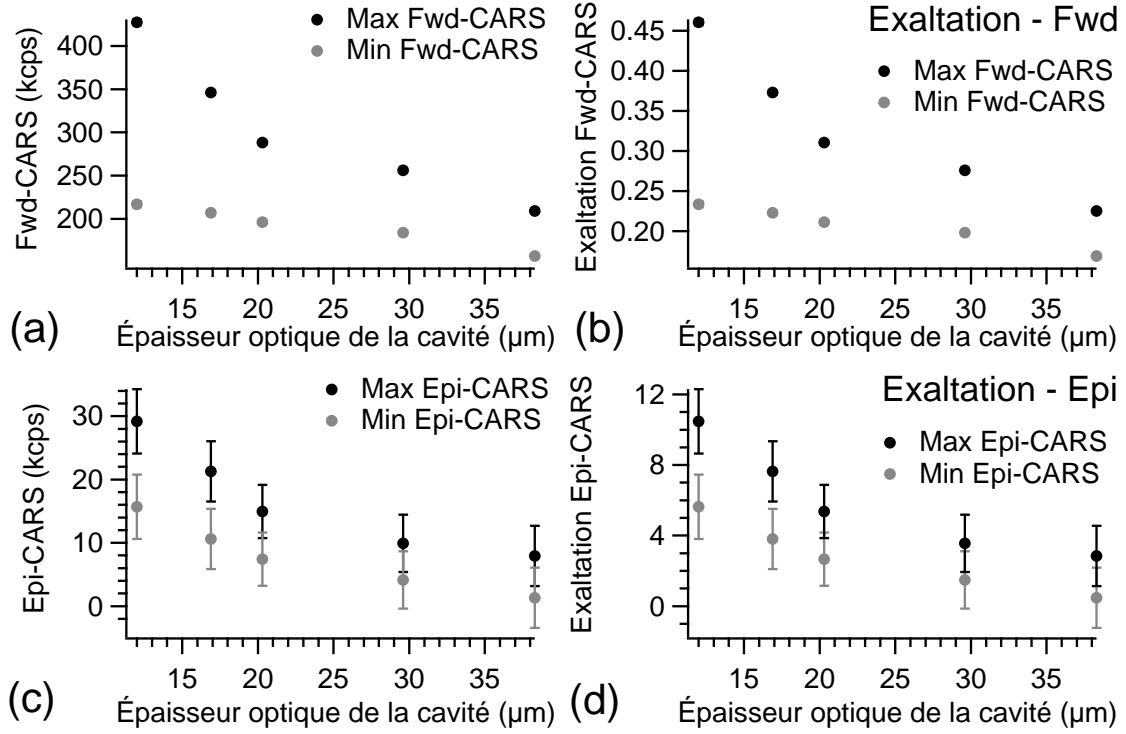 Max Fwd-CARS
Min Fwd-CARS
Fwd-CARS (kcps)
400
350
300
250
200
15 20 25 30 35
(a)
Épaisseur optique de la cavité (µm)
Exaltation - Fwd
Max Fwd-CARS
Min Fwd-CARS
Exaltation Fwd-CARS
0.45
0.40
0.35
0.30
0.25
0.20
15 20 25 30 35
(b)
Épaisseur optique de la cavité (µm)
Max Epi-CARS
Min Epi-CARS
Epi-CARS (kcps)
30
20
10
0
15 20 25 30 35
(c)
Épaisseur optique de la cavité (µm)
Exaltation - Epi
Max Epi-CARS
Min Epi-CARS
Exaltation Epi-CARS
12
8
4
0
15 20 25 30 35
(d)
Épaisseur optique de la cavité (µm)